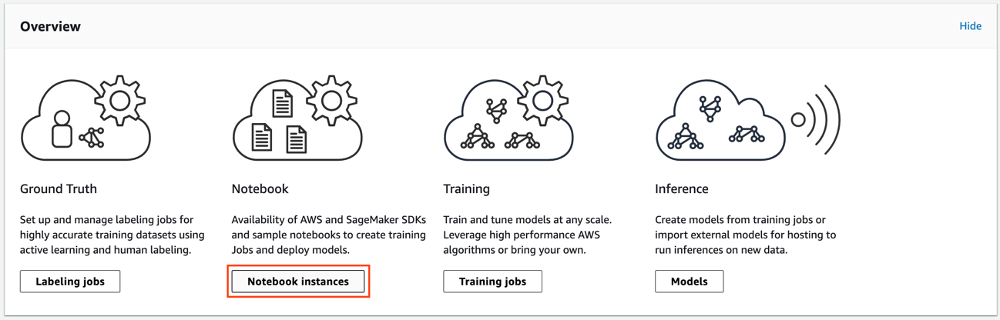 Overview
Hide
Ground Truth
Set up and manage labeling jobs for
highly accurate training datasets using
active learning and human labeling.
Labeling jobs
Notebook
Availability of AWS and SageMaker SDKs
and sample notebooks to create training
Jobs and deploy models.
Notebook instances
Training
Train and tune models at any scale.
Leverage high performance AWS
algorithms or bring your own.
Training jobs
Inference
Create models from training jobs or
import external models for hosting to
run inferences on new data.
Models